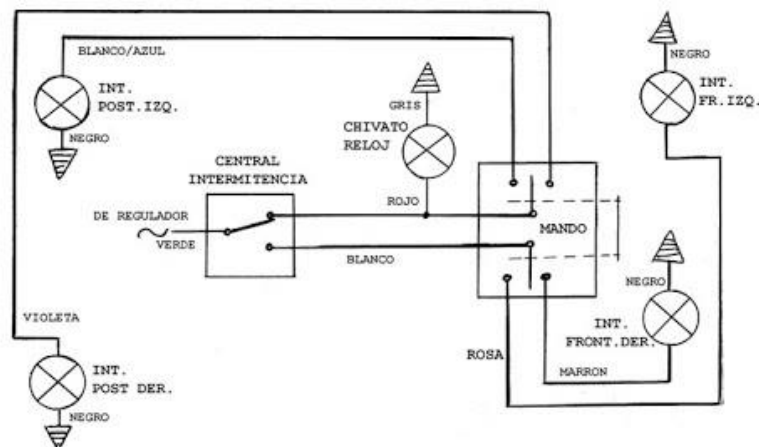 BLANCO/AZUL
INT.
POST.IZQ.
NEGRO
GRIS
CHIVATO
RELOJ
NEGRO
INT.
FR.IZQ.
CENTRAL
INTERMITENCIA
ROJO
DE REGULADOR
VERDE
MANDO
BLANCO
NEGRO
VIOLETA
INT.
FRONT.DER.
ROSA
MARRON
INT.
POST DER.
NEGRO